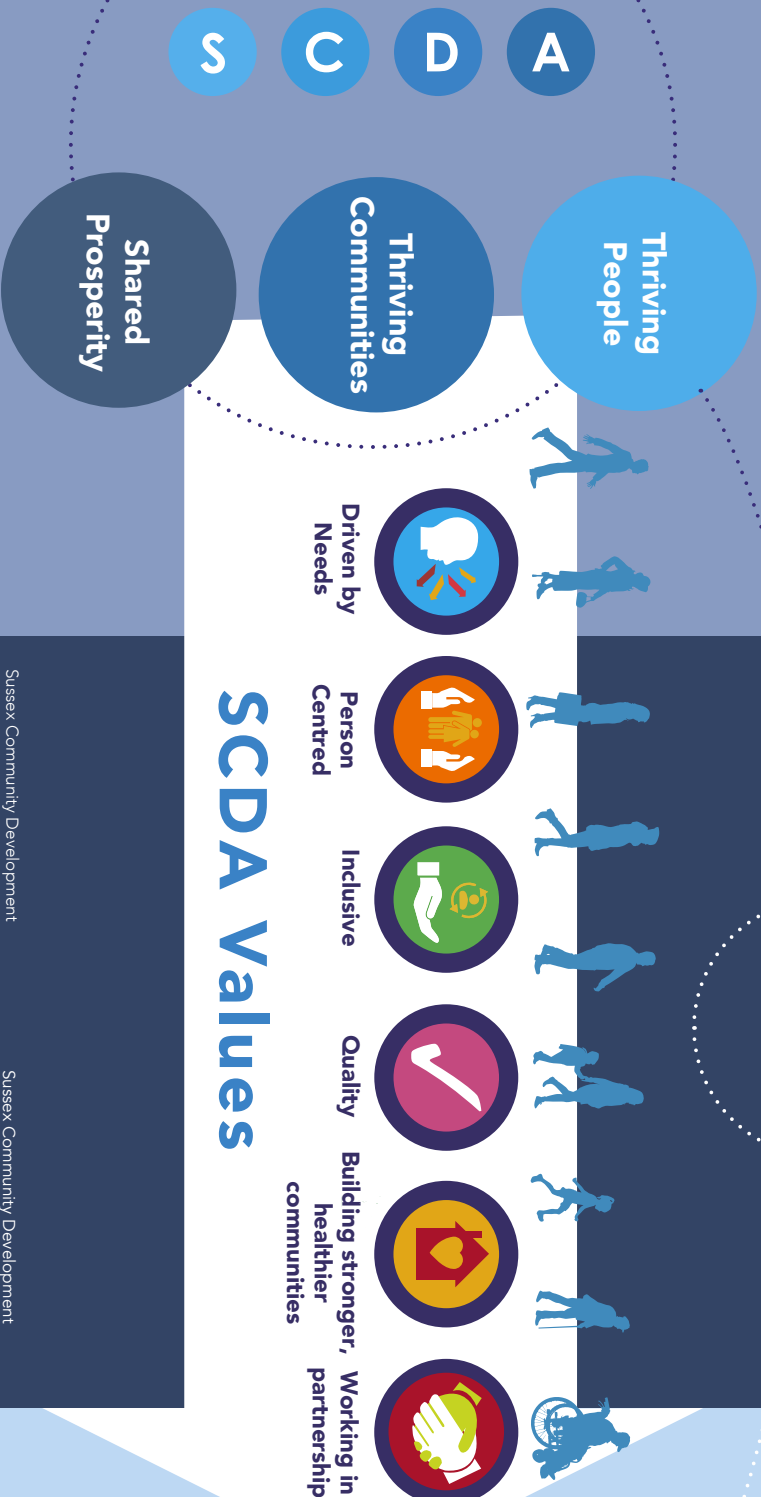 S C D A
Thriving
People
Thriving
Communities
Shared
Prosperity
Driven by
Needs
Person
Centred
Inclusive
Quality
Building stronger,
healthier
communities
Working in
partnership
SCDA Values
Sussex Community Development
Sussex Community Development